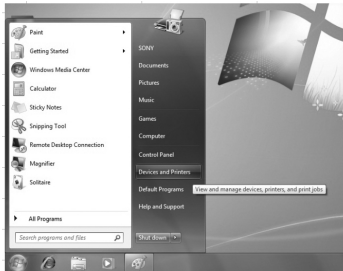 Paint
Getting Started
Windows Media Center
Calculator
Sticky Notes
Snipping Tool
Remote Desktop Connection
Magnifier
Solitaire
All Programs
Search programs and files
SONY
Documents
Pictures
Music
Games
Computer
Control Panel
Devices and Printers
Default Programs
Help and Support
View and manage devices, printers, and print jobs
Shut down